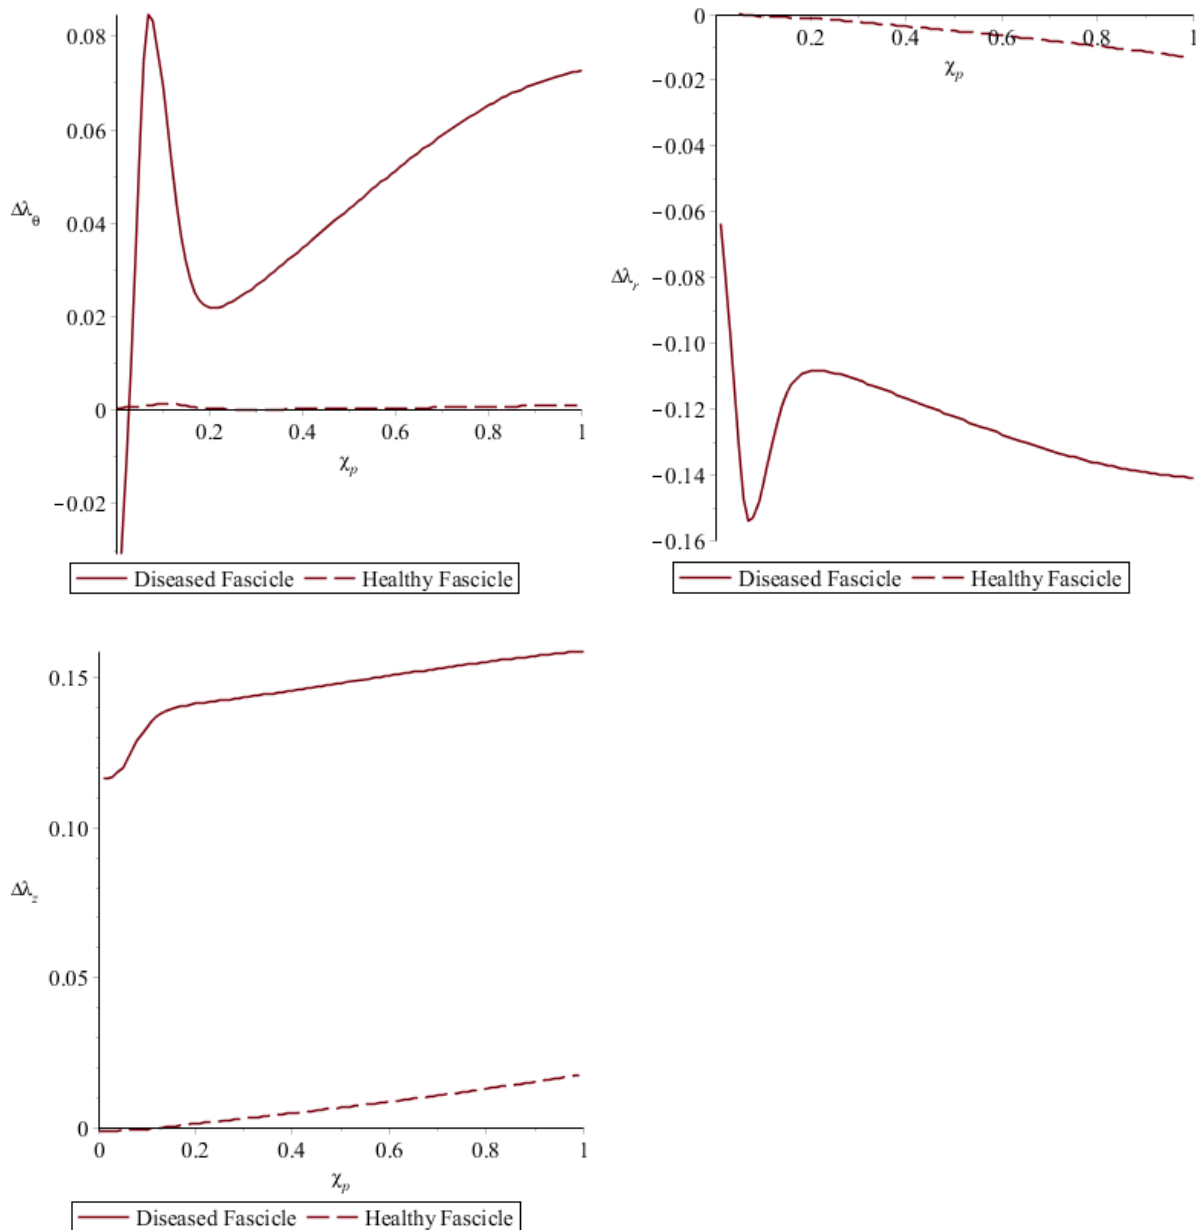 0.08
0.06
Δλ_θ
0.04
0.02
0
0.2 0.4 0.6 0.8 1
χ_p
−0.02
Diseased Fascicle Healthy Fascicle
0
0.2 0.4 0.6 0.8 1
χ_p
−0.02
−0.04
−0.06
Δλ_r −0.08
−0.10
−0.12
−0.14
−0.16
Diseased Fascicle Healthy Fascicle
0.15
0.10
Δλ_z
0.05
0
0 0.2 0.4 0.6 0.8 1
χ_p
Diseased Fascicle Healthy Fascicle